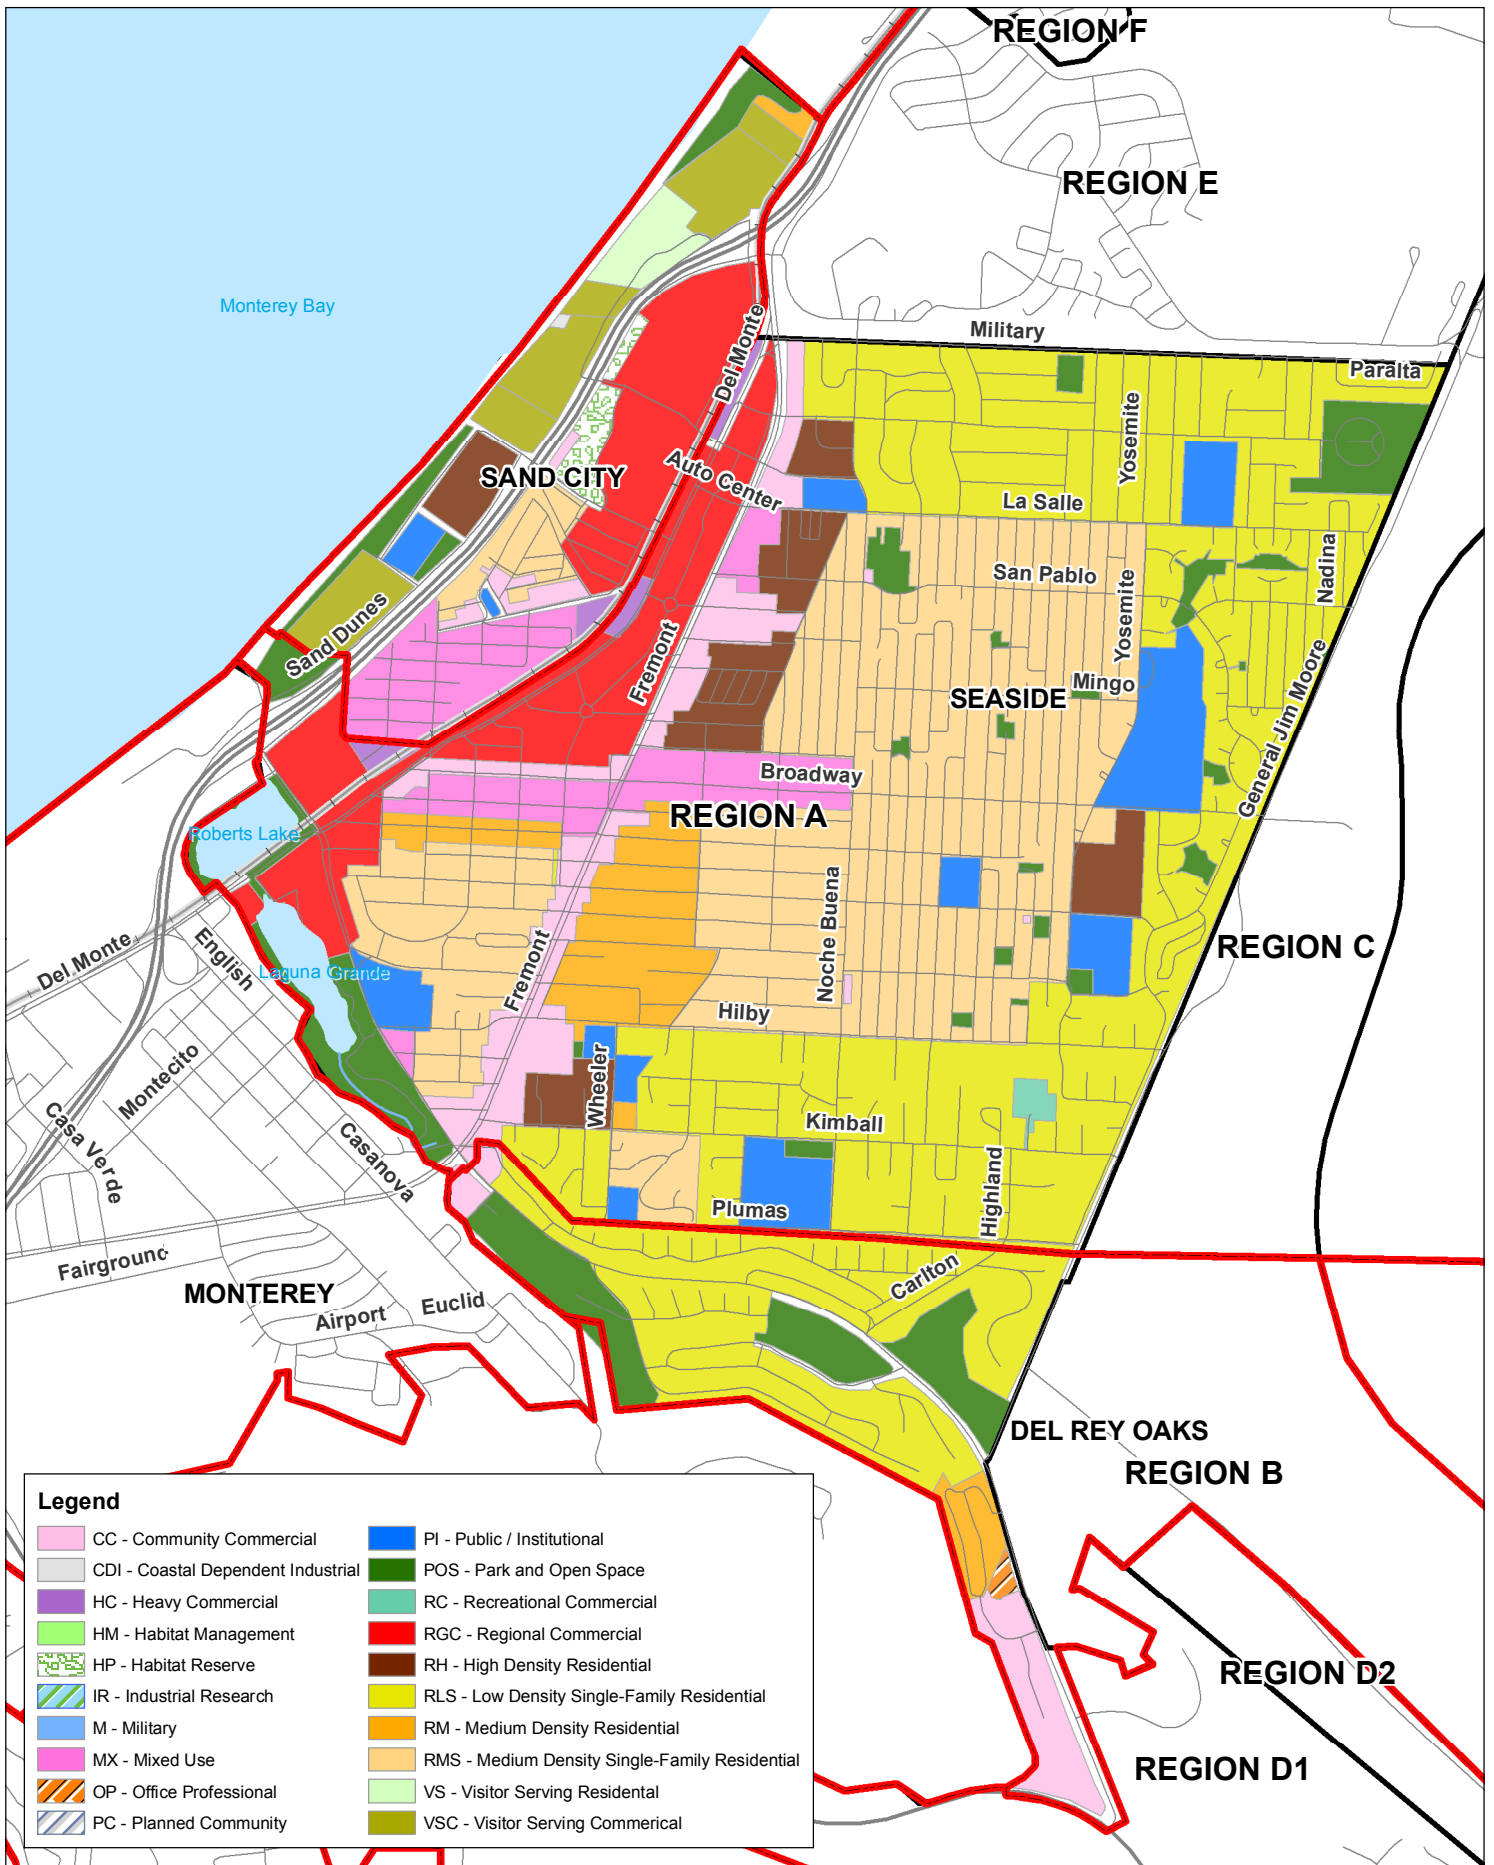 REGION F
REGION E
Monterey Bay
Military
Del Monte
Paralta
Yosemite
SAND CITY
Auto Center
La Salle
Nadina
San Pablo
Yosemite
Sand Dunes
Fremont
Mingo
SEASIDE
General Jim Moore
Broadway
REGION A
Roberts Lake
Noche Buena
REGION C
Del Monte
English
Laguna Grande
Fremont
Hilby
Montecito
Wheeler
Casa Verde
Casanova
Kimball
Highland
Plumas
Fairground
Carlton
MONTEREY
Airport
Euclid
DEL REY OAKS
REGION B
REGION D2
REGION D1
Legend
CC - Community Commercial
CDI - Coastal Dependent Industrial
HC - Heavy Commercial
HM - Habitat Management
HP - Habitat Reserve
IR - Industrial Research
M - Military
MX - Mixed Use
OP - Office Professional
PC - Planned Community
PI - Public / Institutional
POS - Park and Open Space
RC - Recreational Commercial
RGC - Regional Commercial
RH - High Density Residential
RLS - Low Density Single-Family Residential
RM - Medium Density Residential
RMS - Medium Density Single-Family Residential
VS - Visitor Serving Residental
VSC - Visitor Serving Commerical